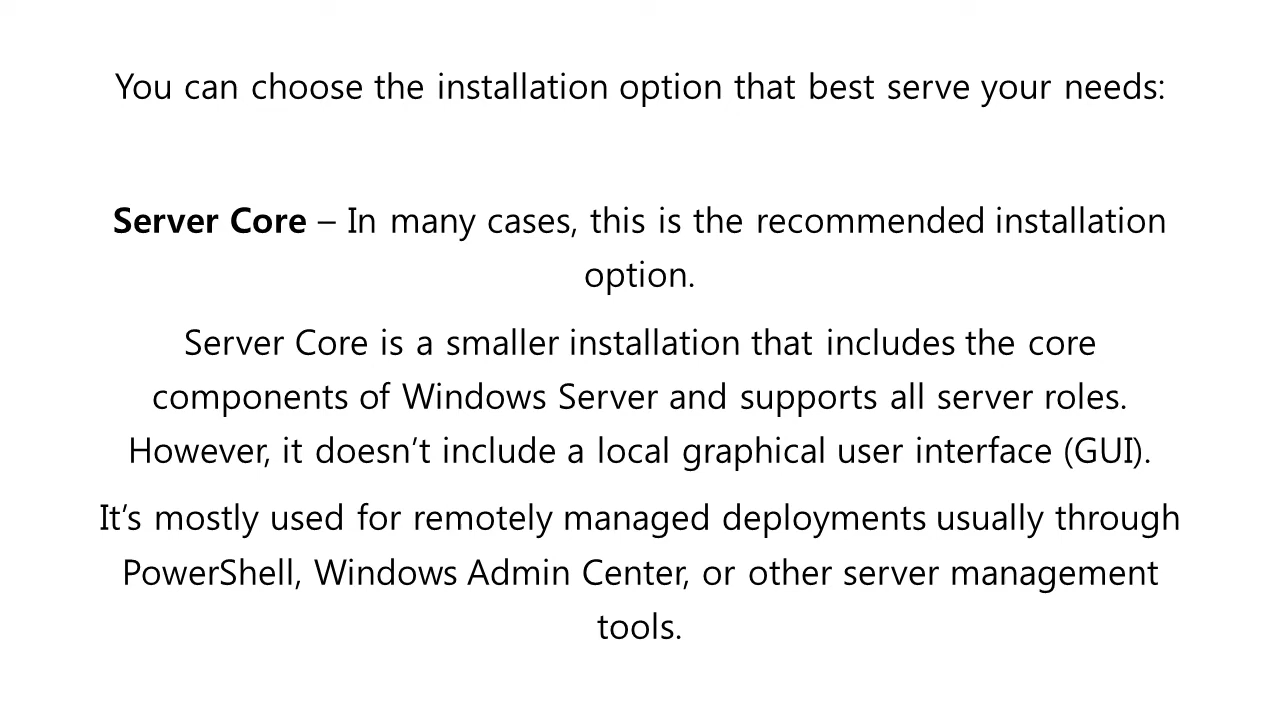 You can choose the installation option that best serve your needs:
Server Core – In many cases, this is the recommended installation
option.
Server Core is a smaller installation that includes the core
components of Windows Server and supports all server roles.
However, it doesn’t include a local graphical user interface (GUI).
It’s mostly used for remotely managed deployments usually through
PowerShell, Windows Admin Center, or other server management
tools.